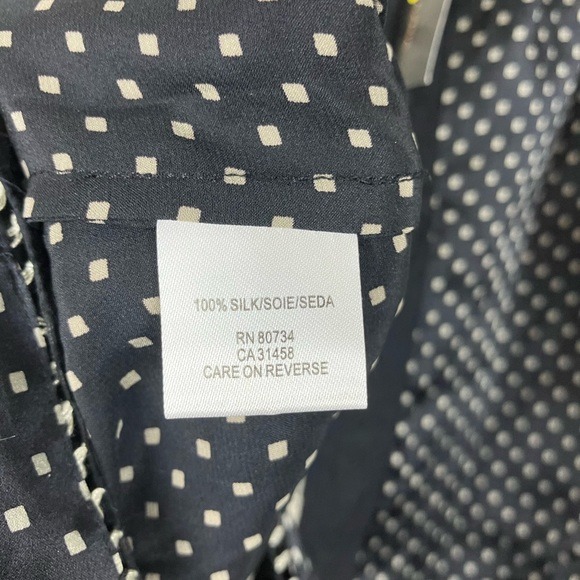 100% SILK/SOIE/SEDA
RN 80734
CA 31458
CARE ON REVERSE